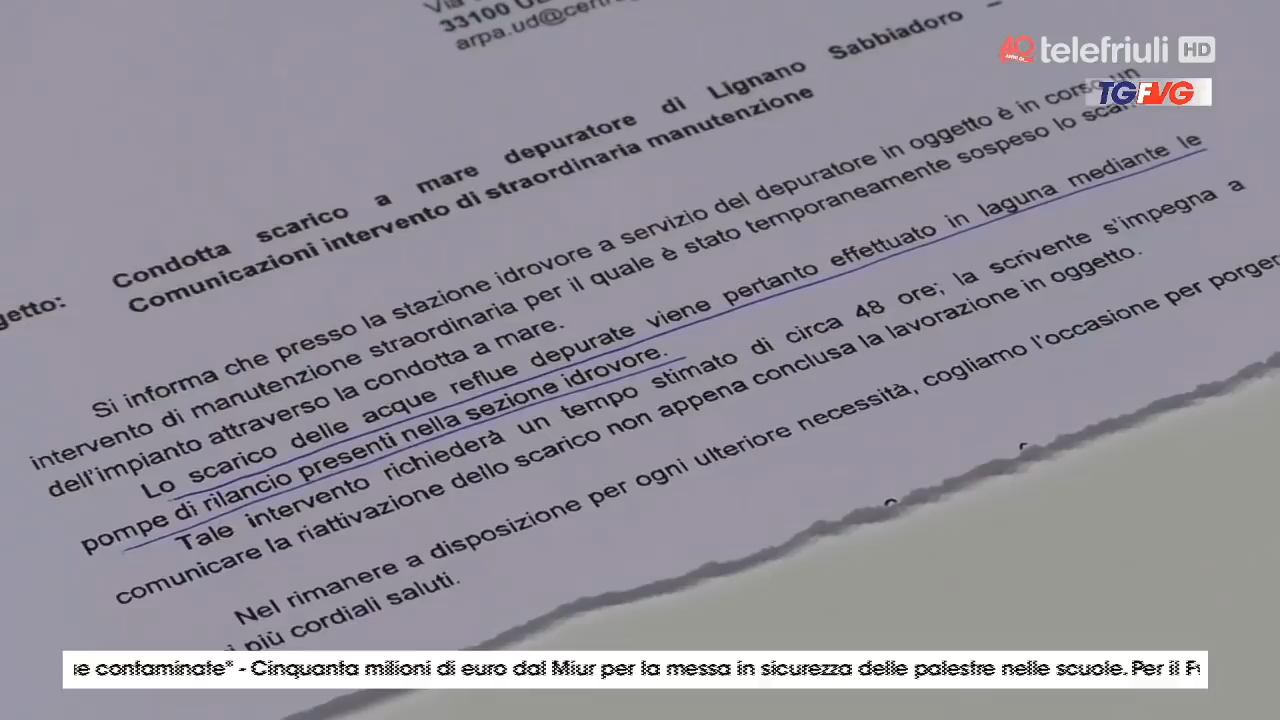 33100
arpa.ud@
40 telefriuli HD
TGFVG
Condotta scarico a mare depuratore di Lignano Sabbiadoro –
Comunicazioni intervento di straordinaria manutenzione
Si informa che presso la stazione idrovore a servizio del depuratore in oggetto è in corso un
intervento di manutenzione straordinaria per il quale è stato temporaneamente sospeso lo
dell'impianto attraverso la condotta a mare.
Lo scarico delle acque reflue depurate viene pertanto effettuato in laguna mediante le
pompe di rilancio presenti nella sezione idrovore.
Tale intervento richiederà un tempo stimato di circa 48 ore; la scrivente s'impegna a
comunicare la riattivazione dello scarico non appena conclusa la lavorazione in oggetto.
Nel rimanere a disposizione per ogni ulteriore necessità, cogliamo l'occasione per
più cordiali saluti.
contaminate" - Cinquanta milioni di euro dal Miur per la messa in sicurezza delle palestre nelle scuole. Per il